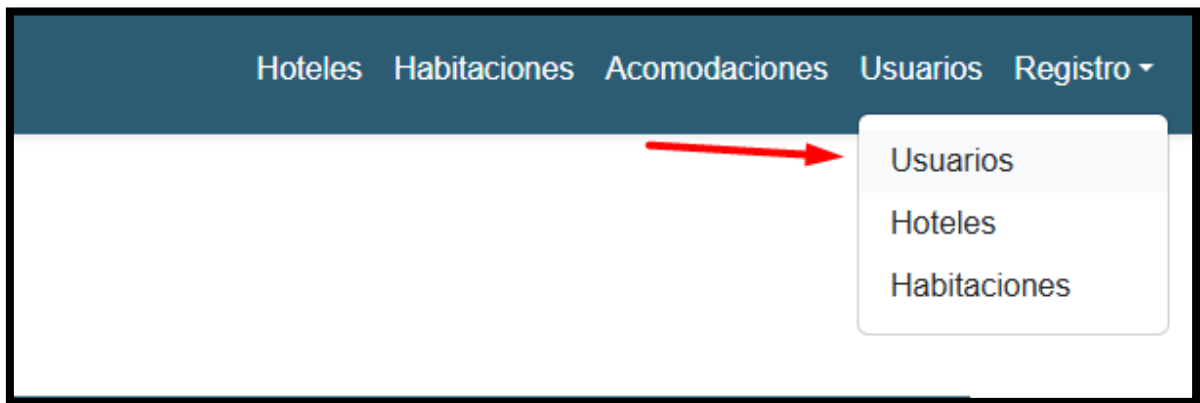 Hoteles Habitaciones Acomodaciones Usuarios Registro
Usuarios
Hoteles
Habitaciones